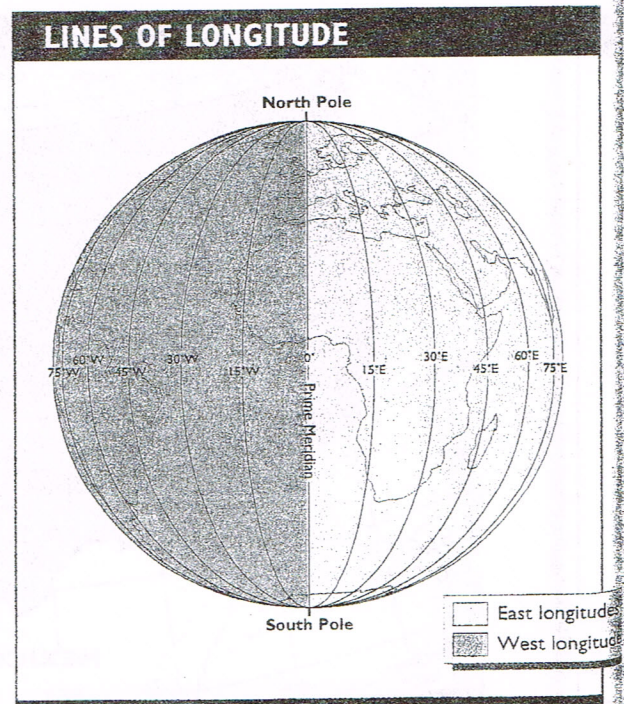 LINES OF LONGITUDE
North Pole
60°W 30°W 0° 30°E 60°E
75°W 45°W 15°W 15°E 45°E 75°E
Prime Meridian
South Pole
East longitude
West longitude